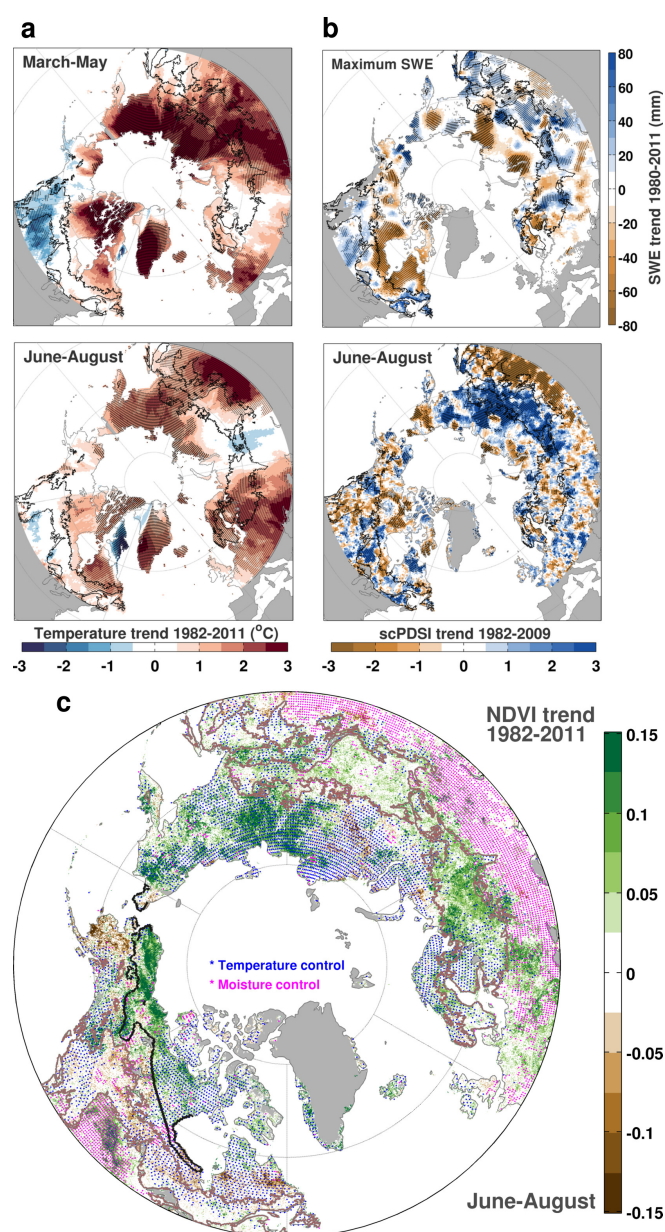 a
b
March-May
Maximum SWE
80
60
40
20
0
-20
-40
-60
-80
SWE trend 1980-2011 (mm)
June-August
June-August
Temperature trend 1982-2011 (°C)
-3 -2 -1 0 1 2 3
scPDSI trend 1982-2009
-3 -2 -1 0 1 2 3
c
NDVI trend
1982-2011
0.15
0.1
0.05
0
-0.05
-0.1
-0.15
* Temperature control
* Moisture control
June-August